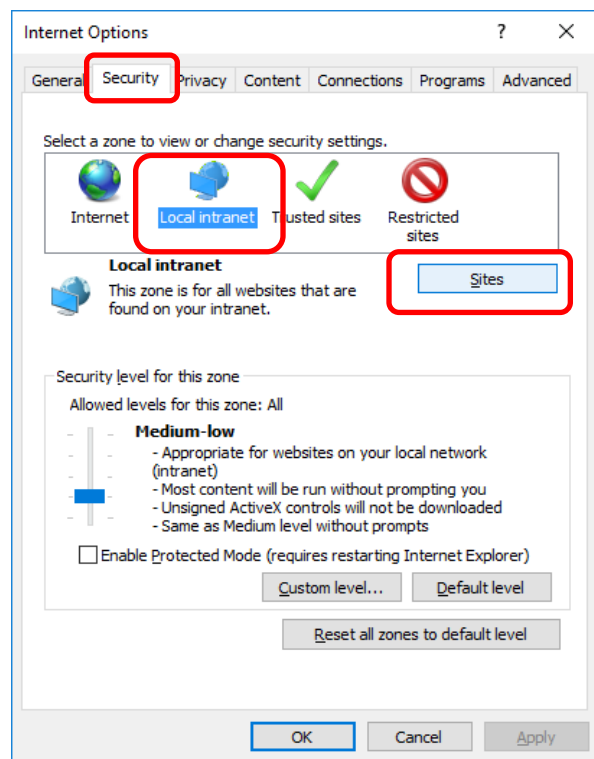 Internet Options ?
General Security Privacy Content Connections Programs Advanced
Select a zone to view or change security settings.
Internet Local intranet Trusted sites Restricted
sites
Local intranet
Sites
This zone is for all websites that are
found on your intranet.
Security level for this zone
Allowed levels for this zone: All
Medium-low
- Appropriate for websites on your local network
(intranet)
- Most content will be run without prompting you
- Unsigned ActiveX controls will not be downloaded
- Same as Medium level without prompts
Enable Protected Mode (requires restarting Internet Explorer)
Custom level... Default level
Reset all zones to default level
OK Cancel Apply